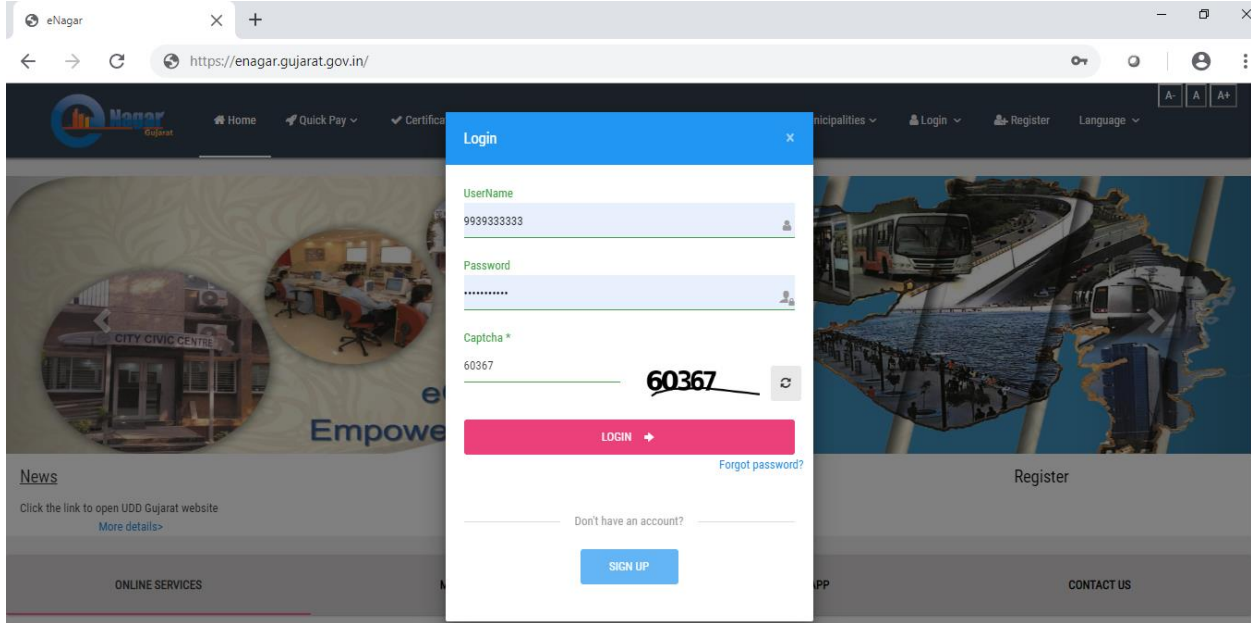 eNagar
https://enagar.gujarat.gov.in/
A- A A+
Nagar
Gujarat
Home Quick Pay Login Register Language
Login ×
UserName
9939333333
Password
•••••••••••
Captcha *
60367
60367
LOGIN
Forgot password?
Don't have an account?
SIGN UP
CITY CIVIC CENTRE
News
Click the link to open UDD Gujarat website
More details>
Register
ONLINE SERVICES CONTACT US